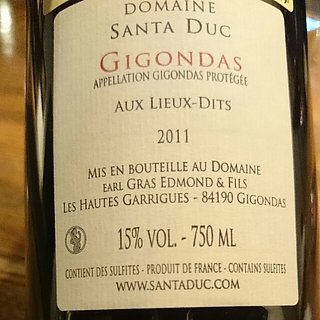 DOMAINE
SANTA DUC
GIGONDAS
APPELLATION GIGONDAS PROTÉGÉE
AUX LIEUX-DITS
2011
MIS EN BOUTEILLE AU DOMAINE
EARL GRAS EDMOND & FILS
LES HAUTES GARRIGUES - 84190 GIGONDAS
15% VOL. - 750 ML
CONTIENT DES SULFITES - PRODUIT DE FRANCE - CONTAINS SULFITES
WWW.SANTADUC.COM